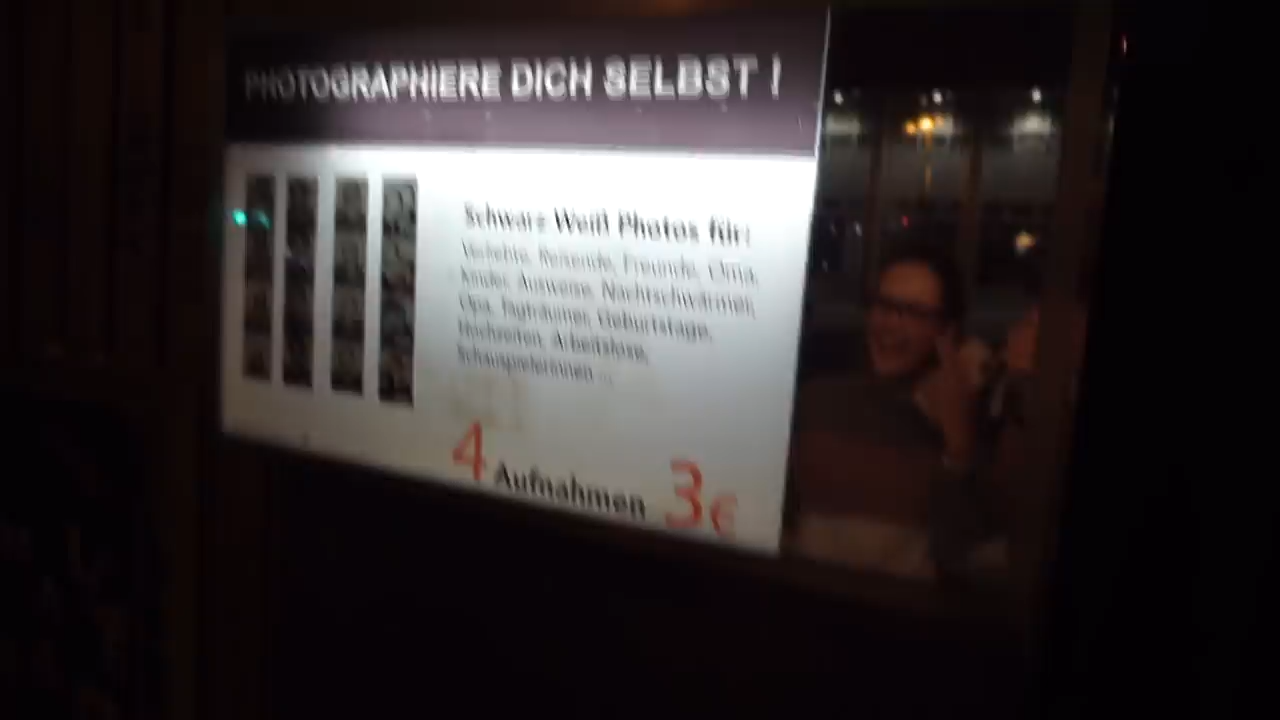 PHOTOGRAPHIERE DICH SELBST !
Schwarz Weiß Photos für:
Verliebte, Reisende, Freunde, Oma,
Kinder, Ausweise, Nachtschwärmer,
Opa, Tagträumer, Geburtstage,
Hochzeiten, Arbeitslose,
Schauspielerinnen ...
4 Aufnahmen 3€